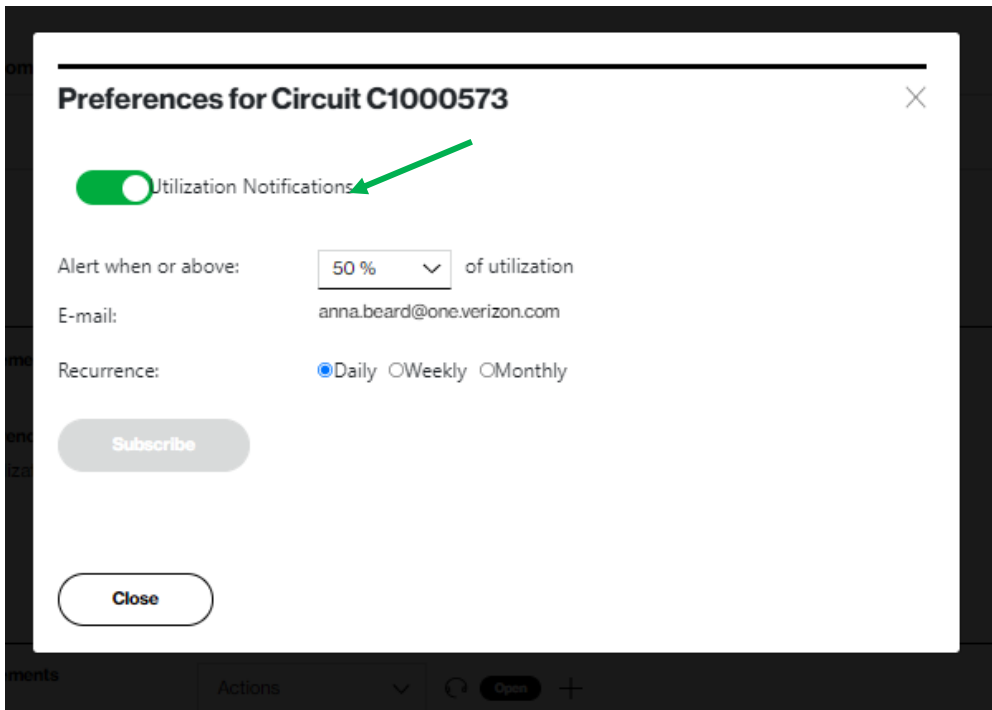 Preferences for Circuit C1000573
Utilization Notifications
Alert when or above: 50 % of utilization
E-mail: anna.beard@one.verizon.com
Recurrence: Daily Weekly Monthly
Subscribe
Close
ments
Actions Open